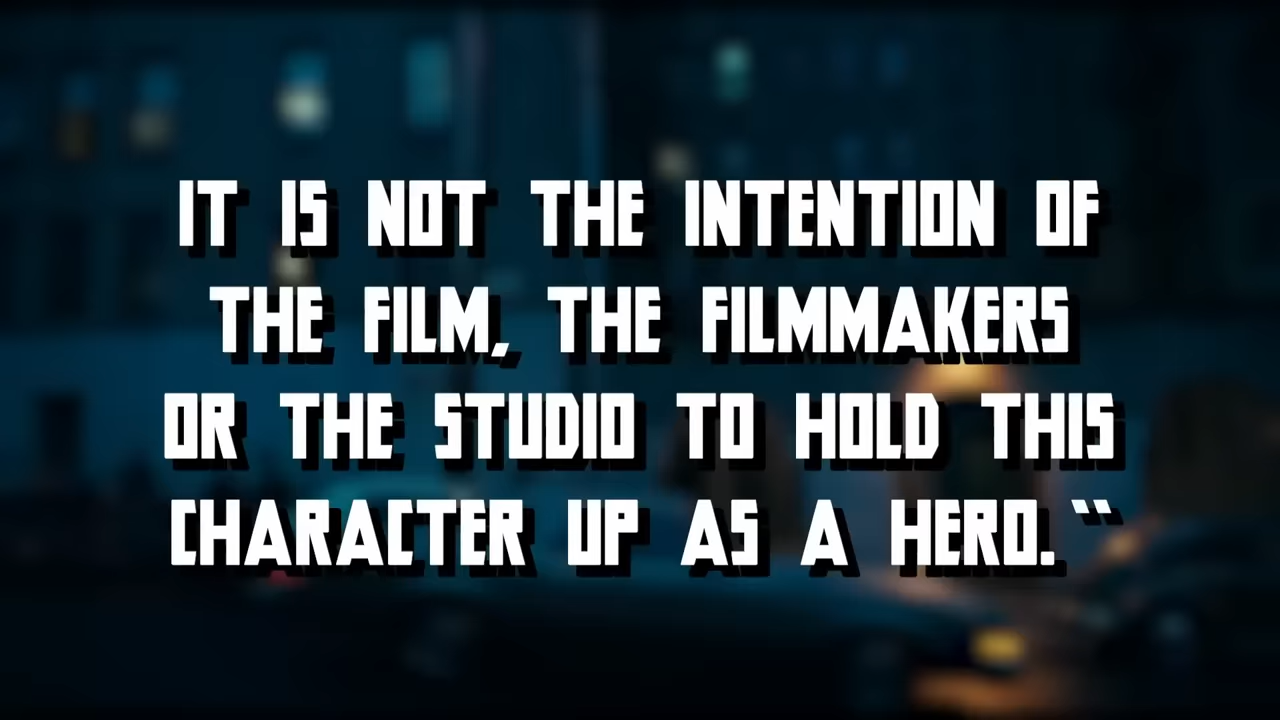 IT IS NOT THE INTENTION OF
THE FILM, THE FILMMAKERS
OR THE STUDIO TO HOLD THIS
CHARACTER UP AS A HERO.“